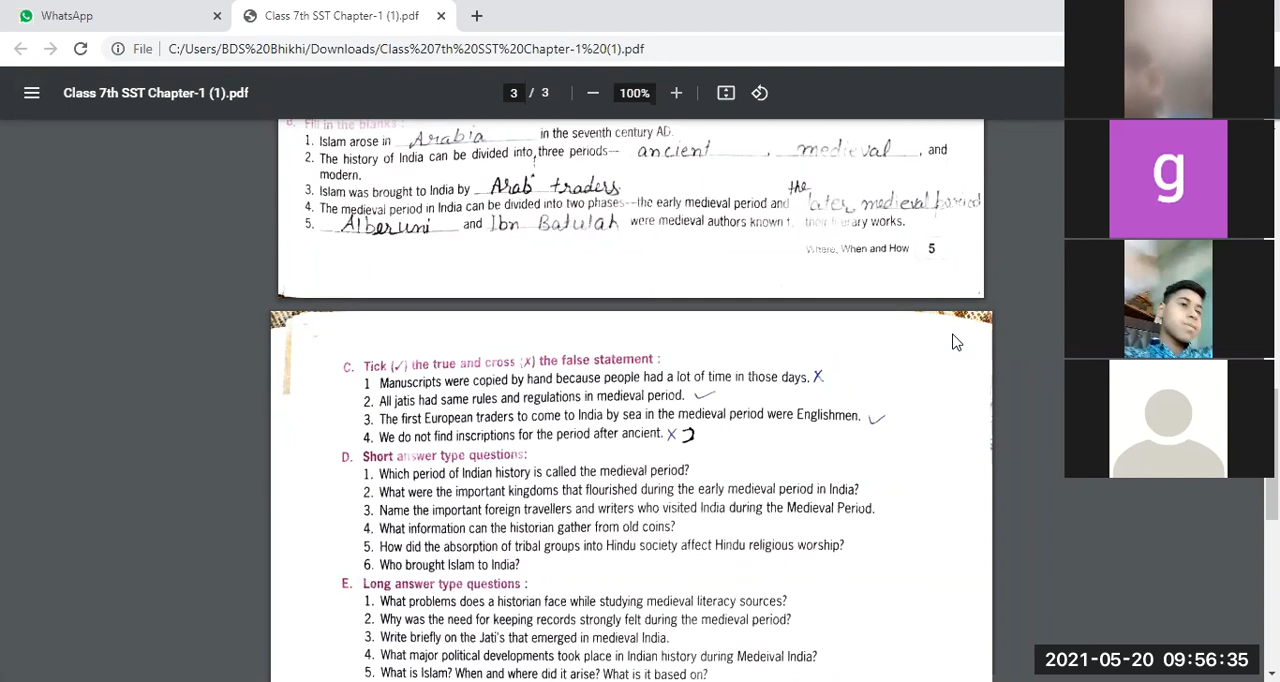 WhatsApp
Class 7th SST Chapter-1 (1).pdf
File
C:/Users/BDS%20Bhikhi/Downloads/Class%207th%20SST%20Chapter-1%20(1).pdf
Class 7th SST Chapter-1 (1).pdf
3 / 3
100%
g
B. Fill in the blanks :
1. Islam arose in Arabia in the seventh century AD.
2. The history of India can be divided into three periods— ancient, medieval, and
modern.
3. Islam was brought to India by Arab traders
4. The medieval period in India can be divided into two phases--the early medieval period and the later medieval period
5. Alberuni and Ibn Batulah were medieval authors known their literary works.
Where, When and How 5
C. Tick (✓) the true and cross (x) the false statement :
1 Manuscripts were copied by hand because people had a lot of time in those days. X
2. All jatis had same rules and regulations in medieval period. ✓
3. The first European traders to come to India by sea in the medieval period were Englishmen. ✓
4. We do not find inscriptions for the period after ancient. X
D. Short answer type questions:
1. Which period of Indian history is called the medieval period?
2. What were the important kingdoms that flourished during the early medieval period in India?
3. Name the important foreign travellers and writers who visited India during the Medieval Period.
4. What information can the historian gather from old coins?
5. How did the absorption of tribal groups into Hindu society affect Hindu religious worship?
6. Who brought Islam to India?
E. Long answer type questions :
1. What problems does a historian face while studying medieval literacy sources?
2. Why was the need for keeping records strongly felt during the medieval period?
3. Write briefly on the Jati's that emerged in medieval India.
4. What major political developments took place in Indian history during Medeival India?
5. What is Islam? When and where did it arise? What is it based on?
2021-05-20 09:56:35